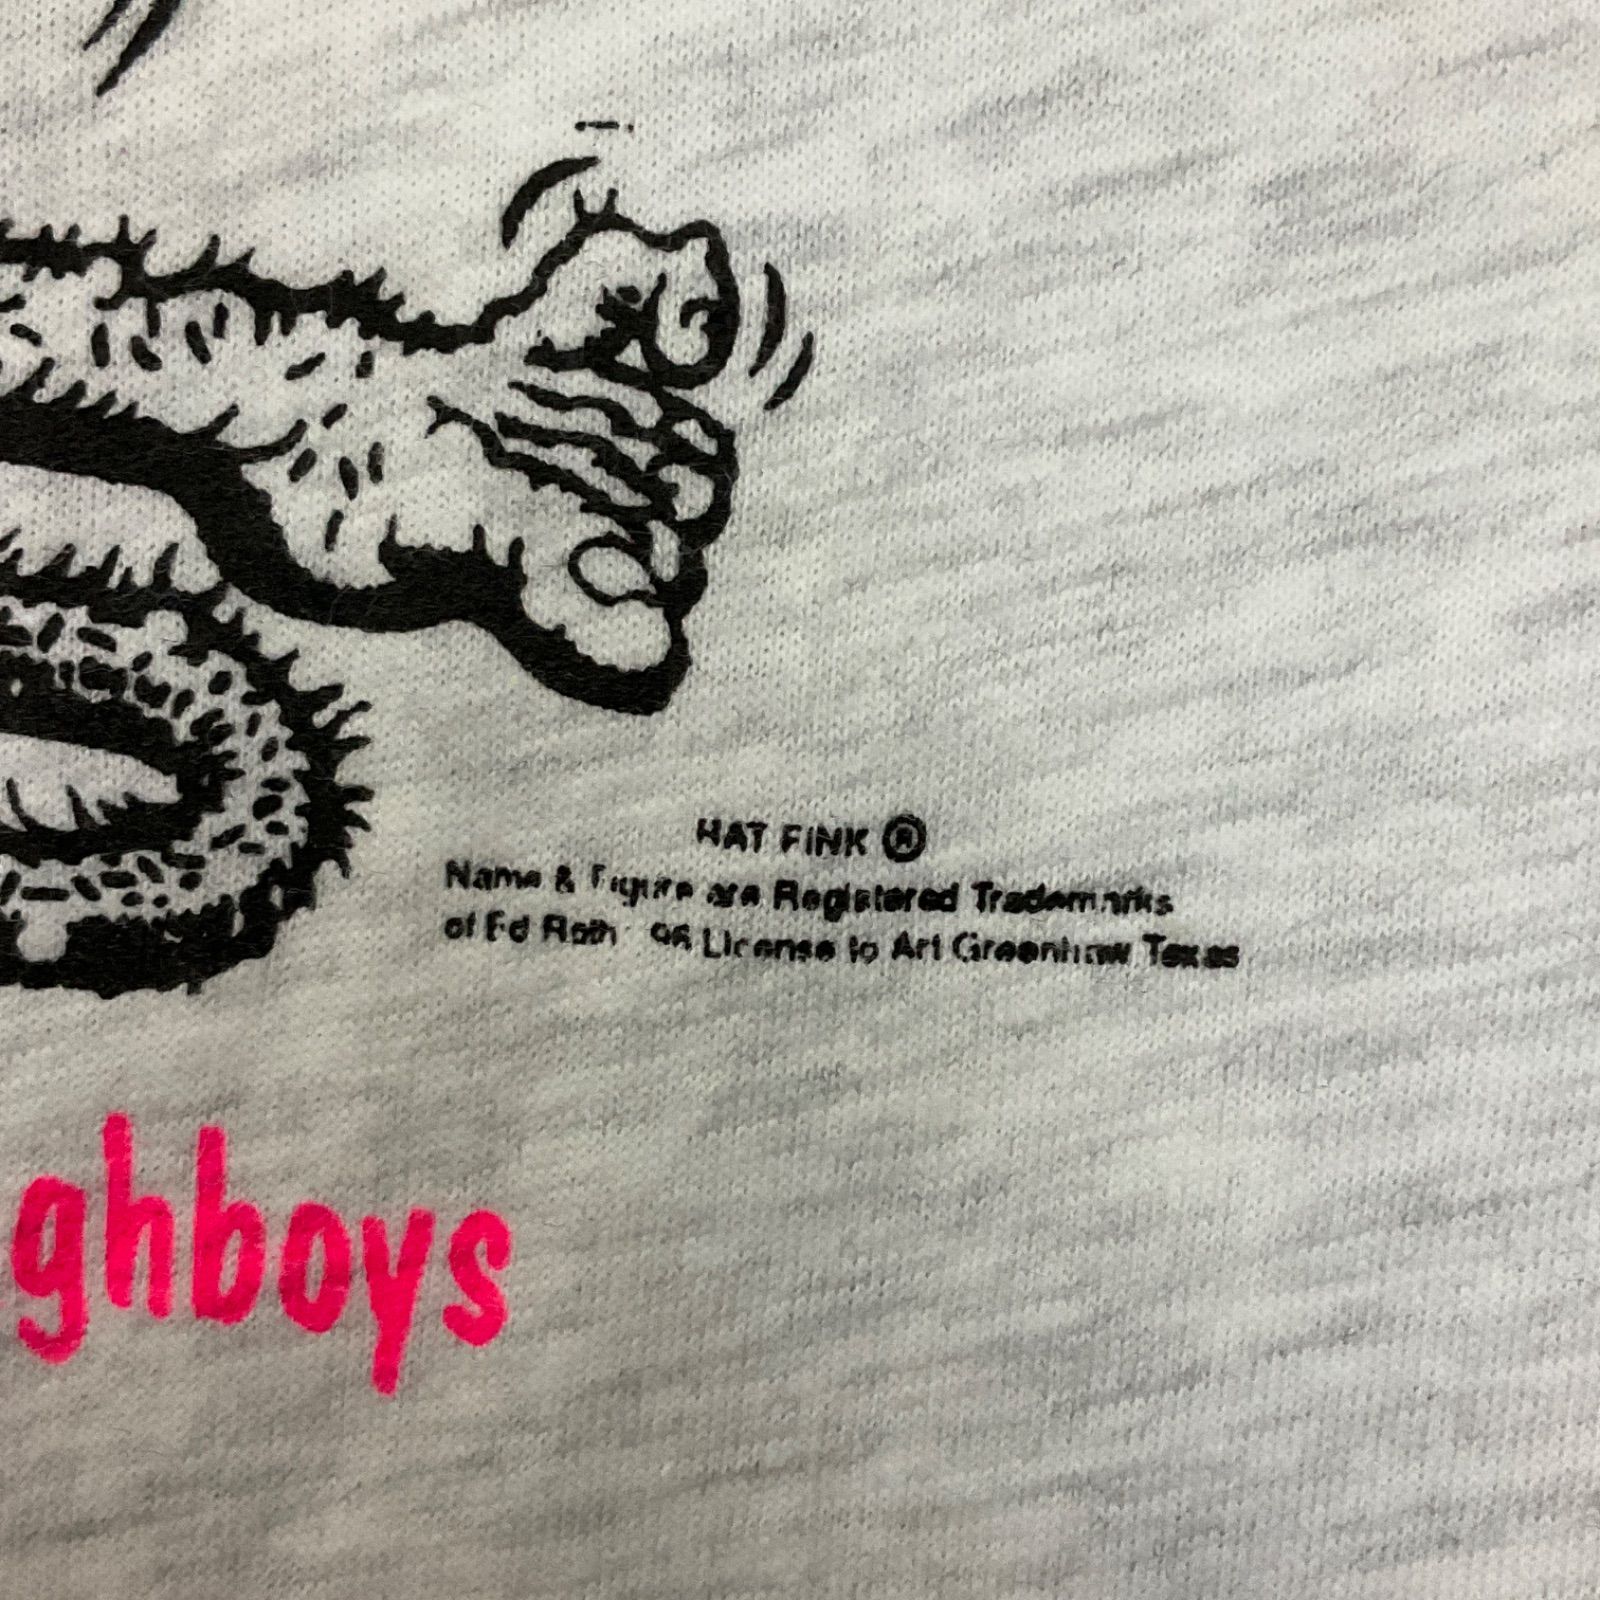 RAT FINK ®
Name & Figure are Registered Trademarks
of Ed Roth 96 License to Art Greenhaw Texas
ghboys